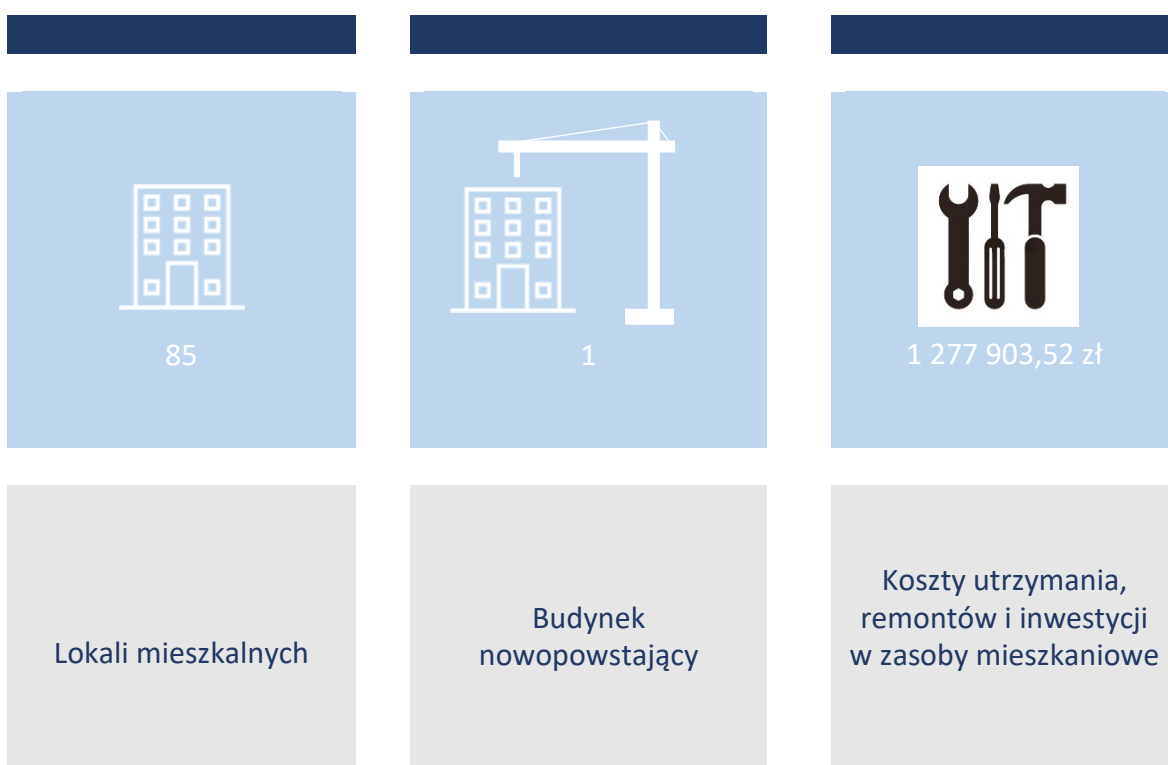 85
1
1 277 903,52 zł
Lokali mieszkalnych
Budynek
nowopowstający
Koszty utrzymania,
remontów i inwestycji
w zasoby mieszkaniowe